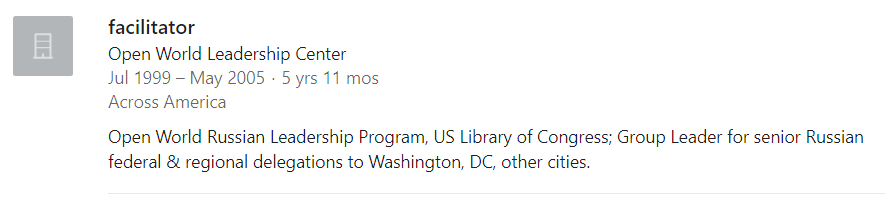 facilitator
Open World Leadership Center
Jul 1999 – May 2005 · 5 yrs 11 mos
Across America
Open World Russian Leadership Program, US Library of Congress; Group Leader for senior Russian
federal & regional delegations to Washington, DC, other cities.